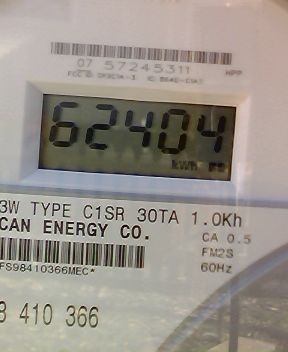 07 57245311
HPP
62404
kWh
3W TYPE C1SR 30TA 1.0Kh
CAN ENERGY CO.
CA 0.5
FM2S
60Hz
FS98410366MEC*
410 366